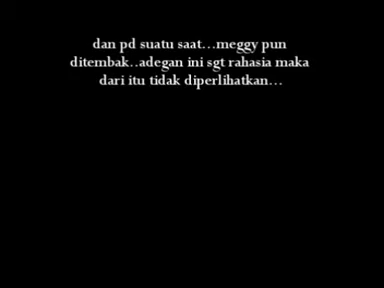 dan pd suatu saat...meggy pun
ditembak..adegan ini sgt rahasia maka
dari itu tidak diperlihatkan...